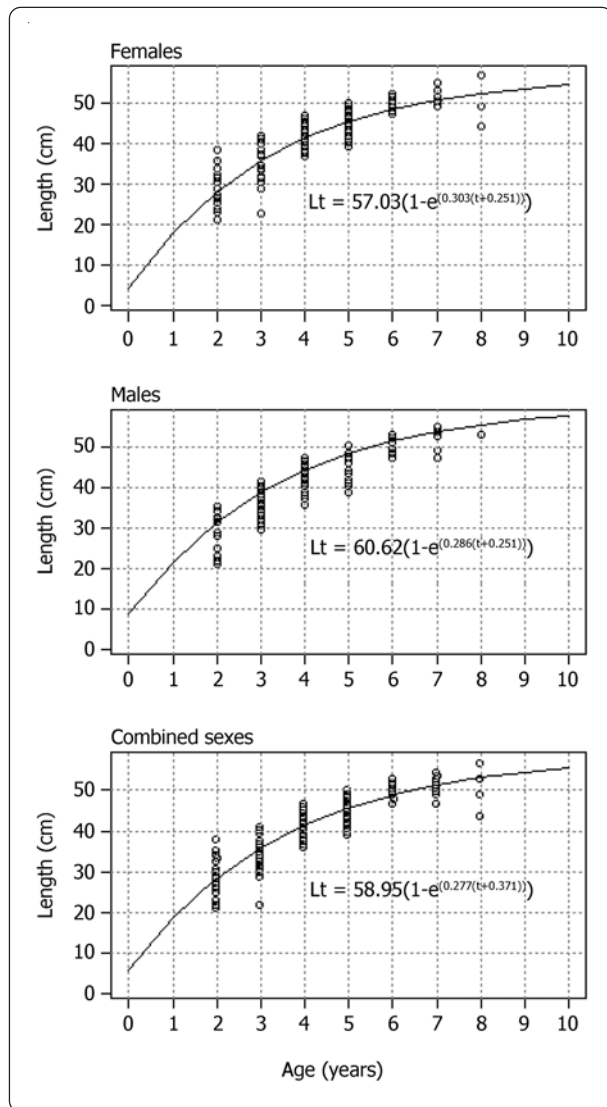 Females
Length (cm)
50
40
30
20
10
0
Lt = 57.03(1-e^(0.303(t+0.251)))
0 1 2 3 4 5 6 7 8 9 10
Males
Length (cm)
50
40
30
20
10
0
Lt = 60.62(1-e^(0.286(t+0.251)))
0 1 2 3 4 5 6 7 8 9 10
Combined sexes
Length (cm)
50
40
30
20
10
0
Lt = 58.95(1-e^(0.277(t+0.371)))
0 1 2 3 4 5 6 7 8 9 10
Age (years)